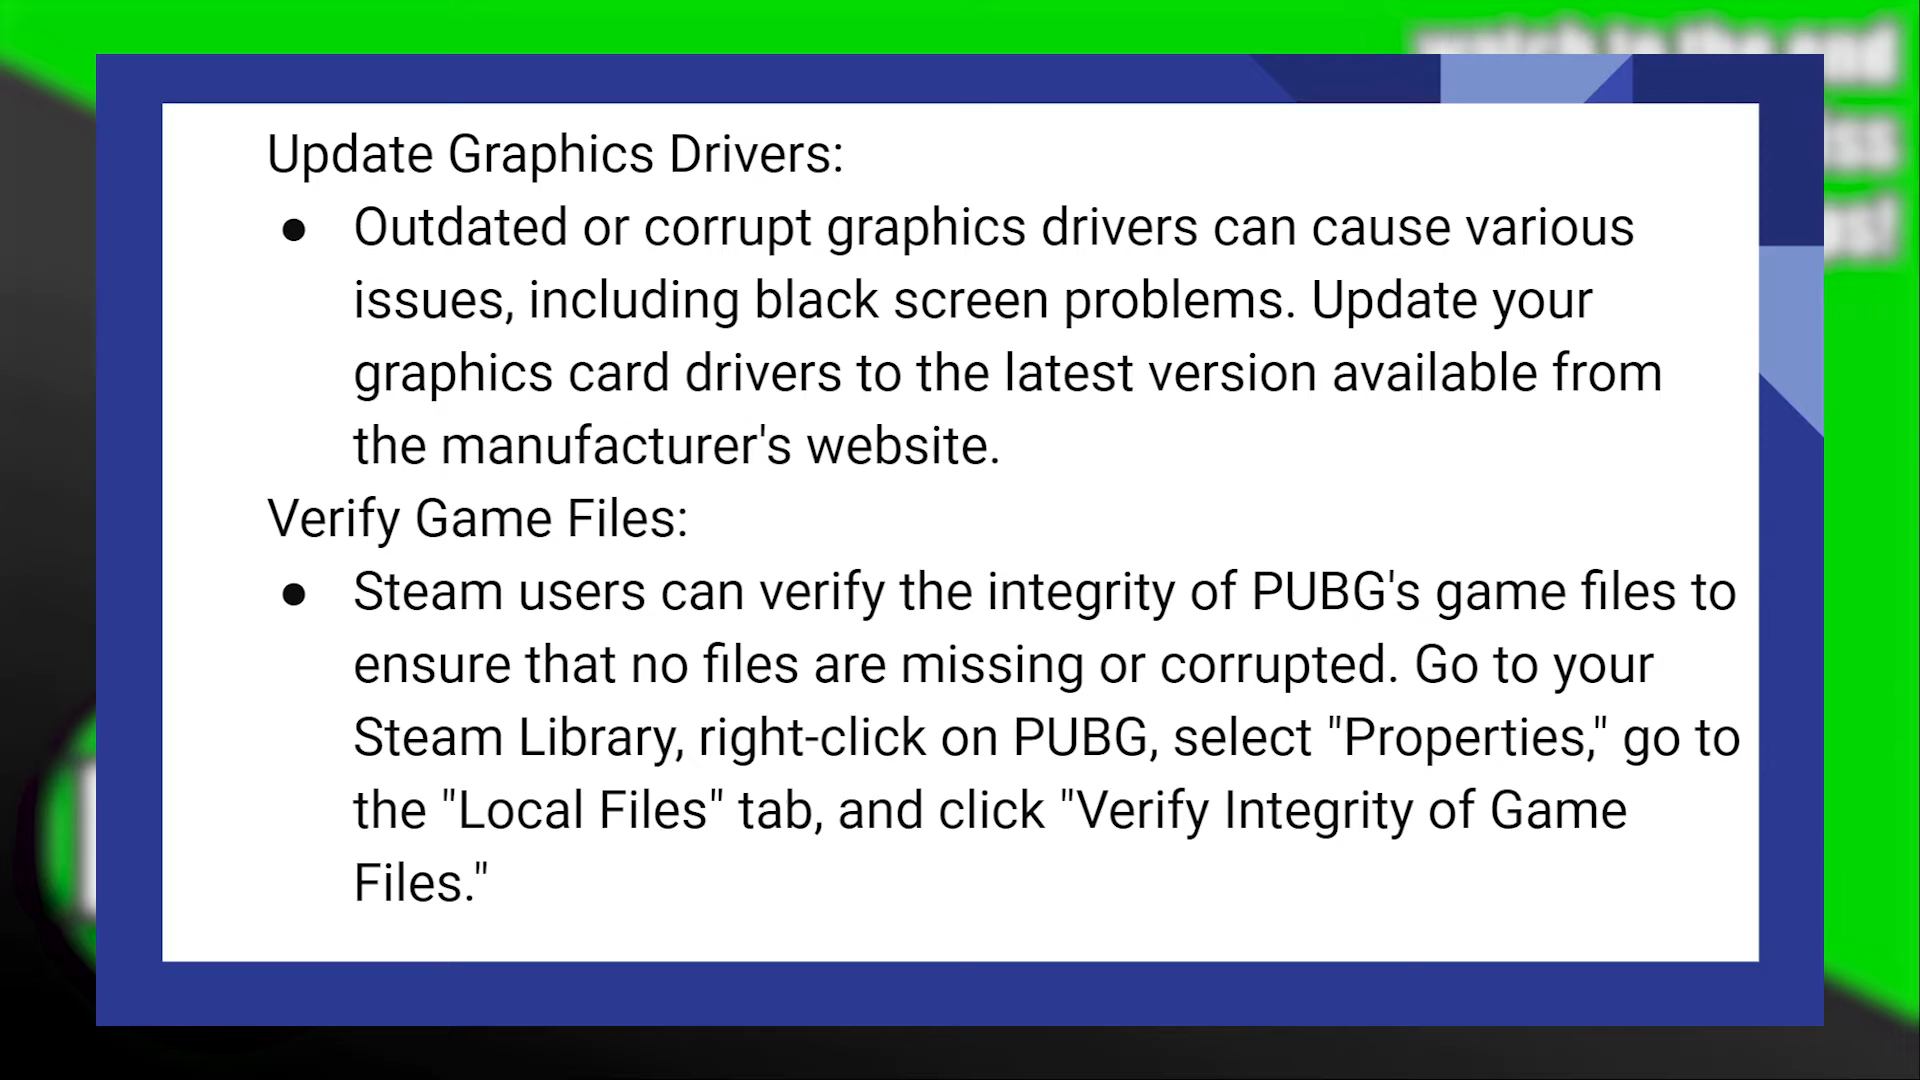 Update Graphics Drivers:
● Outdated or corrupt graphics drivers can cause various
issues, including black screen problems. Update your
graphics card drivers to the latest version available from
the manufacturer's website.
Verify Game Files:
● Steam users can verify the integrity of PUBG's game files to
ensure that no files are missing or corrupted. Go to your
Steam Library, right-click on PUBG, select "Properties," go to
the "Local Files" tab, and click "Verify Integrity of Game
Files."